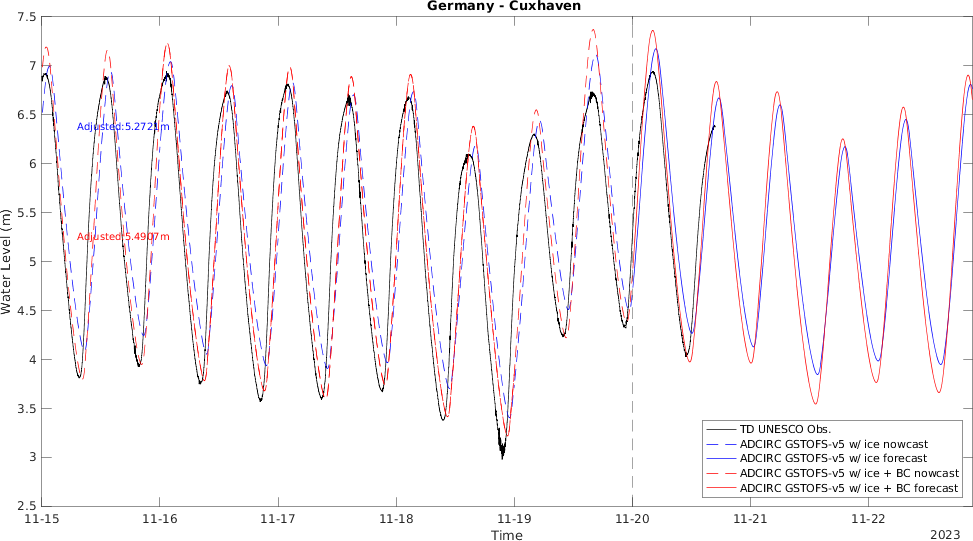 Germany - Cuxhaven
7.5
7
6.5
6
5.5
5
4.5
4
3.5
3
2.5
Water Level (m)
Adjusted:5.2721m
Adjusted:5.4907m
TD UNESCO Obs.
ADCIRC GSTOFS-v5 w/ ice nowcast
ADCIRC GSTOFS-v5 w/ ice forecast
ADCIRC GSTOFS-v5 w/ ice + BC nowcast
ADCIRC GSTOFS-v5 w/ ice + BC forecast
11-15 11-16 11-17 11-18 11-19 11-20 11-21 11-22
Time
2023